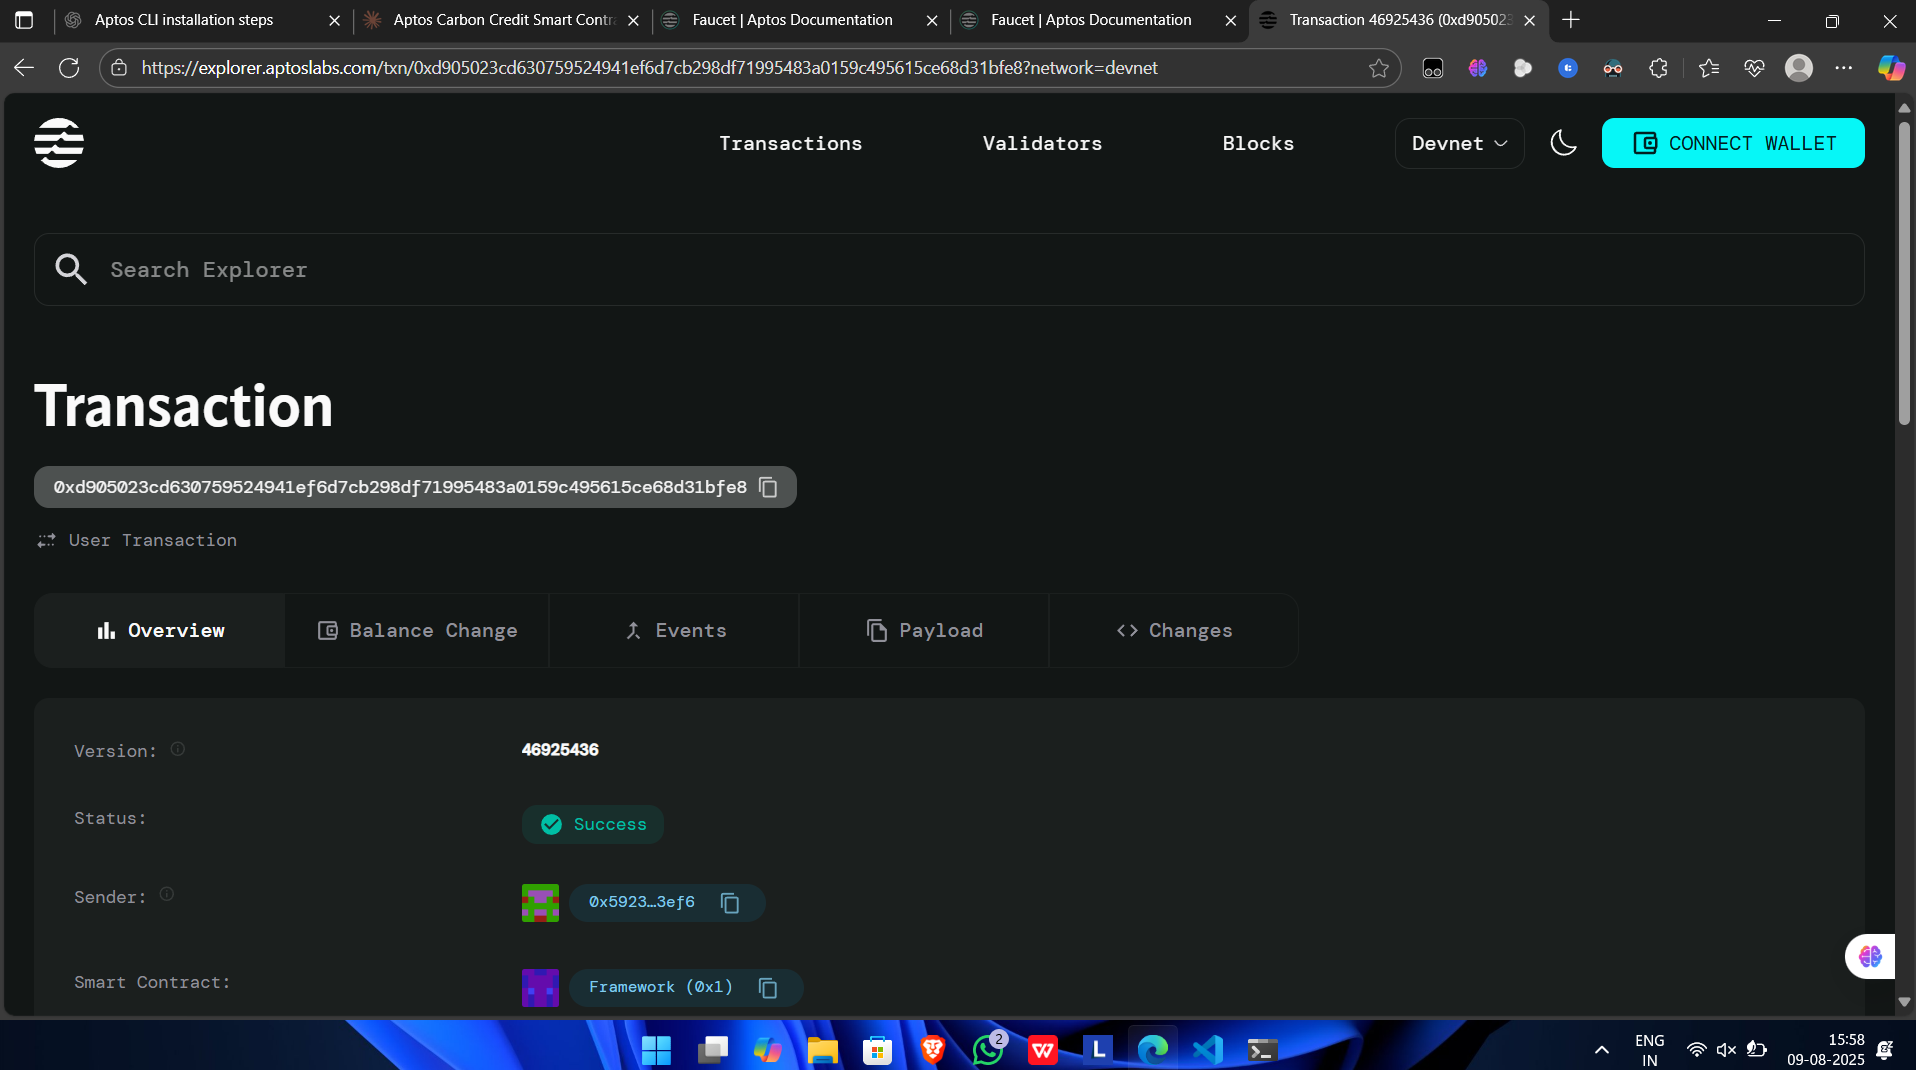 Aptos CLI installation steps
Aptos Carbon Credit Smart Contra
Faucet | Aptos Documentation
Faucet | Aptos Documentation
Transaction 46925436 (0xd905023
https://explorer.aptoslabs.com/txn/0xd905023cd630759524941ef6d7cb298df71995483a0159c495615ce68d31bfe8?network=devnet
Transactions
Validators
Blocks
Devnet
CONNECT WALLET
Search Explorer
Transaction
0xd905023cd630759524941ef6d7cb298df71995483a0159c495615ce68d31bfe8
User Transaction
Overview
Balance Change
Events
Payload
Changes
Version:
46925436
Status:
Success
Sender:
0x5923…3ef6
Smart Contract:
Framework (0x1)
2
W
L
ENG
IN
15:58
09-08-2025